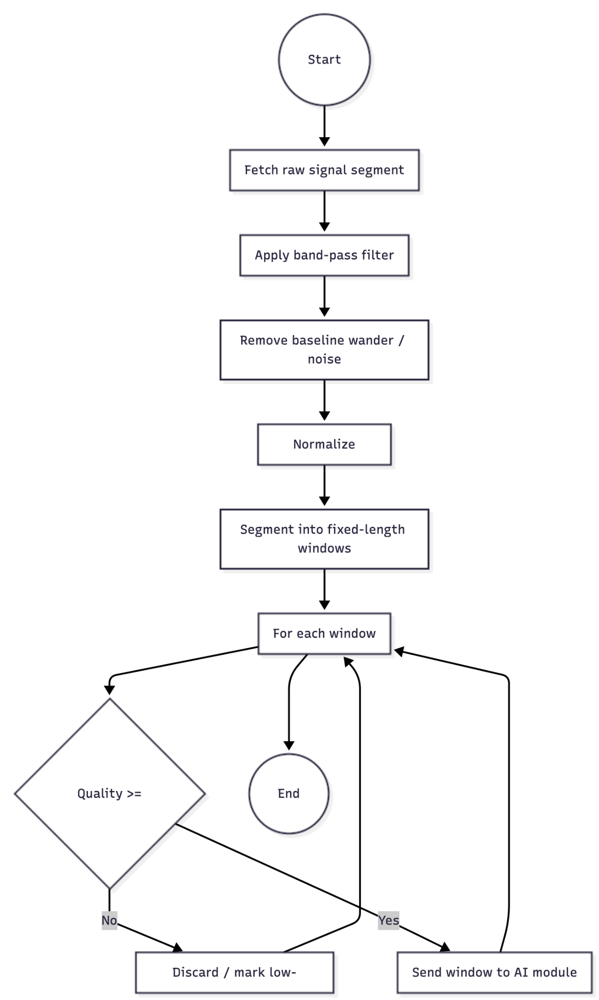 Start
Fetch raw signal segment
Apply band-pass filter
Remove baseline wander /
noise
Normalize
Segment into fixed-length
windows
For each window
Quality >=
End
No
Yes
Discard / mark low-
Send window to AI module